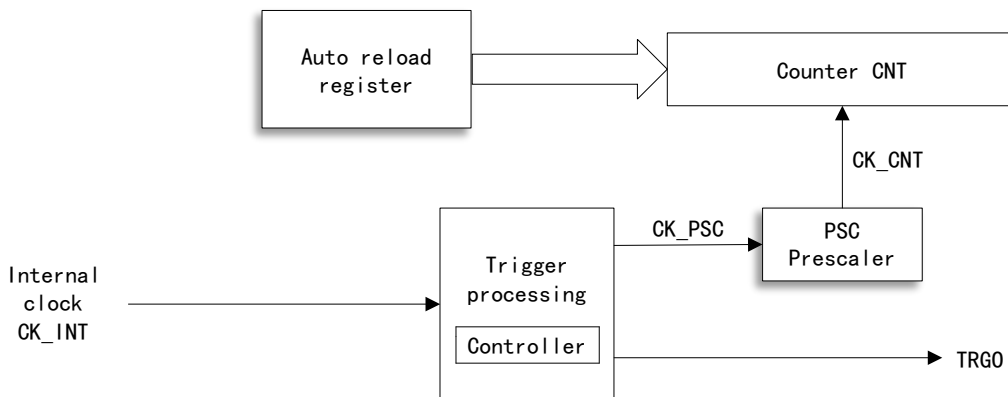 Auto reload
register
Counter CNT
CK_CNT
CK_PSC
PSC
Prescaler
Trigger
processing
Controller
Internal
clock
CK_INT
TRGO